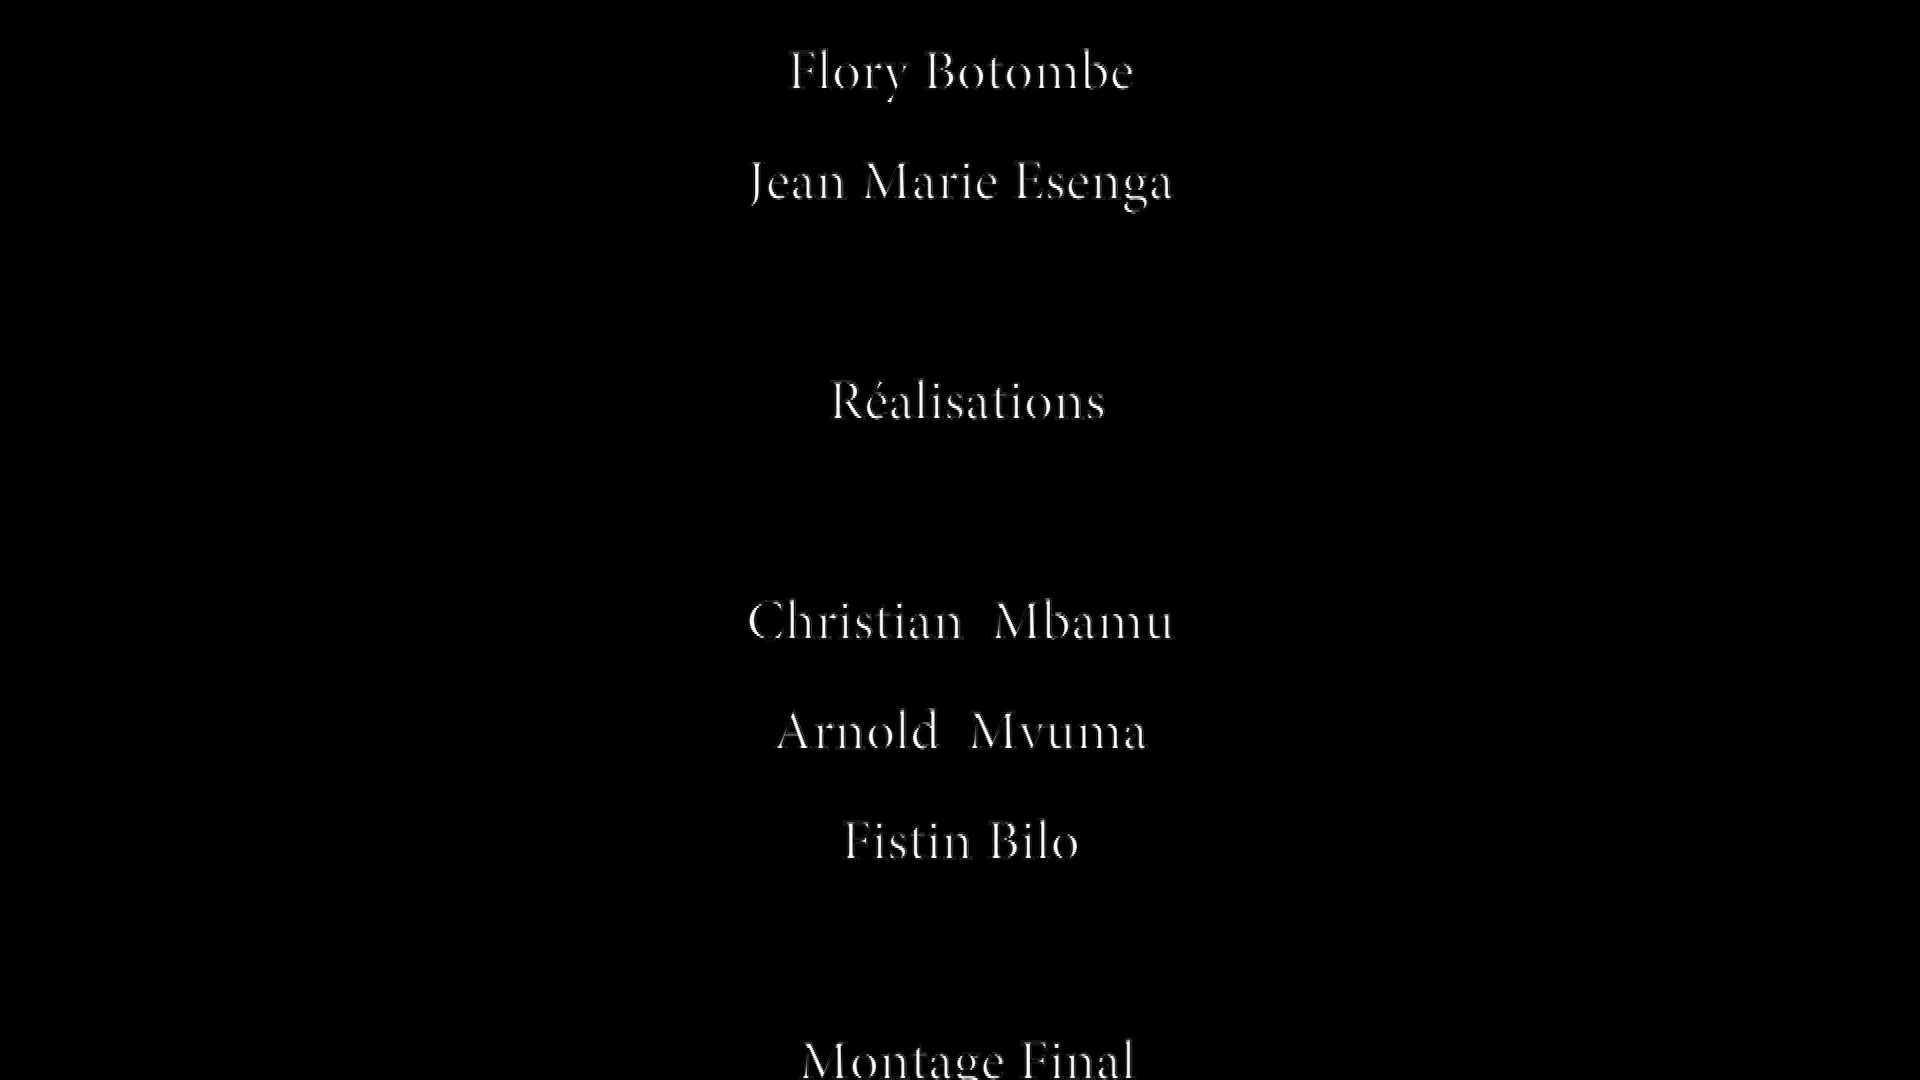 Flory Botombe
Jean Marie Esenga
Réalisations
Christian  Mbamu
Arnold  Mvuma
Fistin Bilo
Montage Final